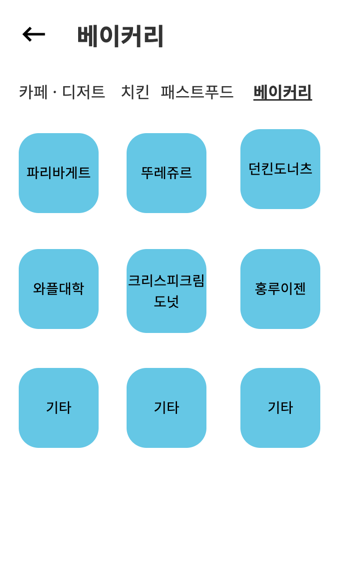 ← 베이커리
카페 · 디저트 치킨 패스트푸드 베이커리
파리바게트 뚜레쥬르 던킨도너츠
와플대학 크리스피크림 홍루이젠
도넛
기타 기타 기타